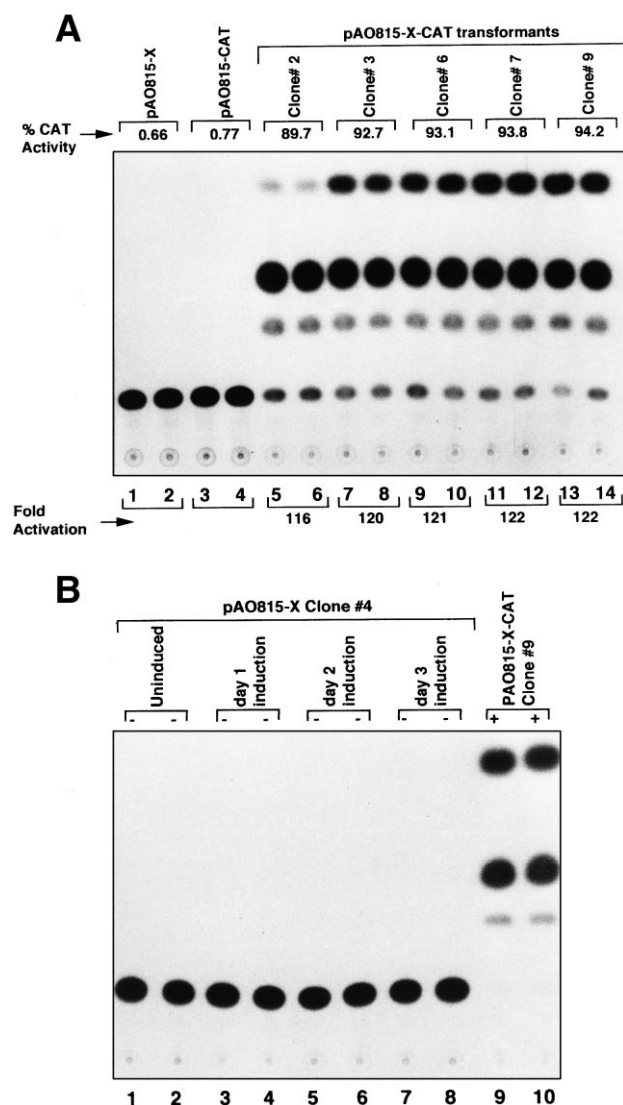 A
pAO815-X-CAT transformants
pAO815-X
pAO815-CAT
Clone# 2
Clone# 3
Clone# 6
Clone# 7
Clone# 9
% CAT
Activity
0.66 0.77 89.7 92.7 93.1 93.8 94.2
1 2 3 4 5 6 7 8 9 10 11 12 13 14
Fold
Activation
116 120 121 122 122
B
pAO815-X Clone #4
Uninduced
day 1
induction
day 2
induction
day 3
induction
PAO815-X-CAT
Clone #9
- - - - - - - - + +
1 2 3 4 5 6 7 8 9 10